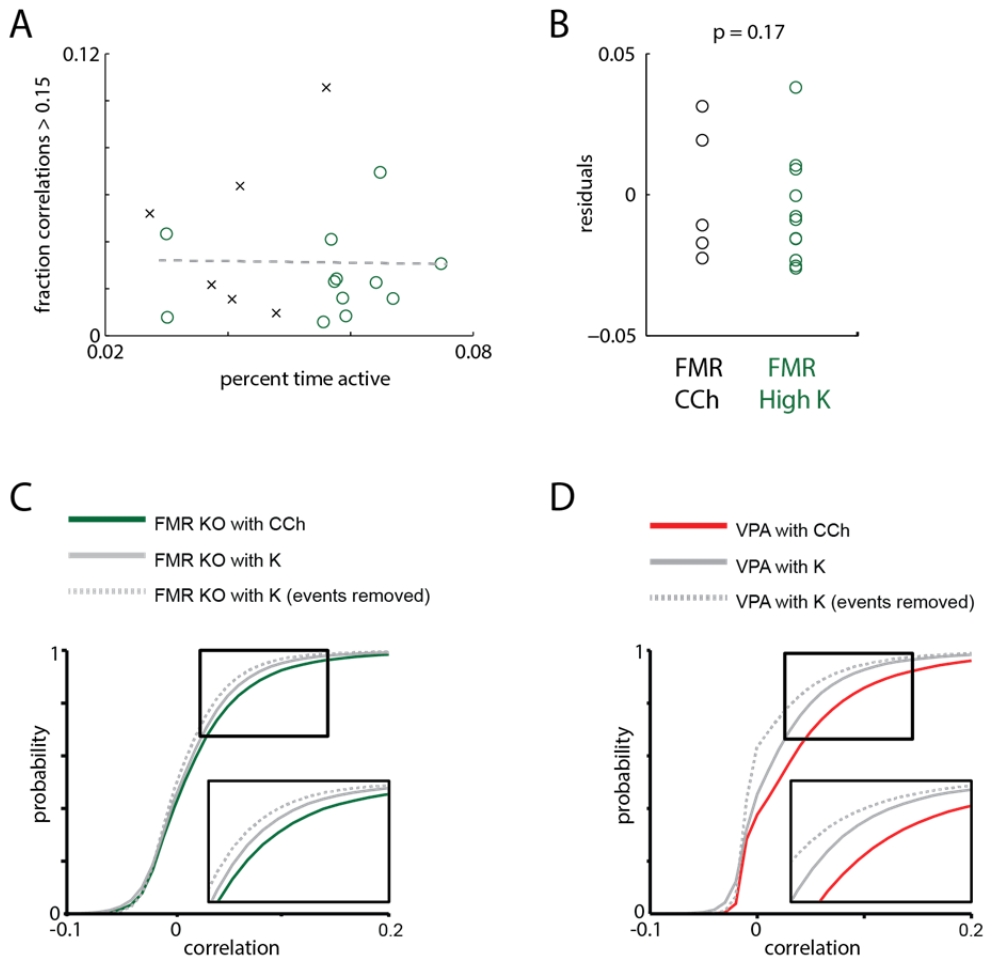 A
0.12
fraction correlations > 0.15
0
0.02
0.08
percent time active
B
p = 0.17
0.05
residuals
0
−0.05
FMR
CCh
FMR
High K
C
FMR KO with CCh
FMR KO with K
FMR KO with K (events removed)
1
probability
0
-0.1
0
0.2
correlation
D
VPA with CCh
VPA with K
VPA with K (events removed)
1
probability
0
-0.1
0
0.2
correlation